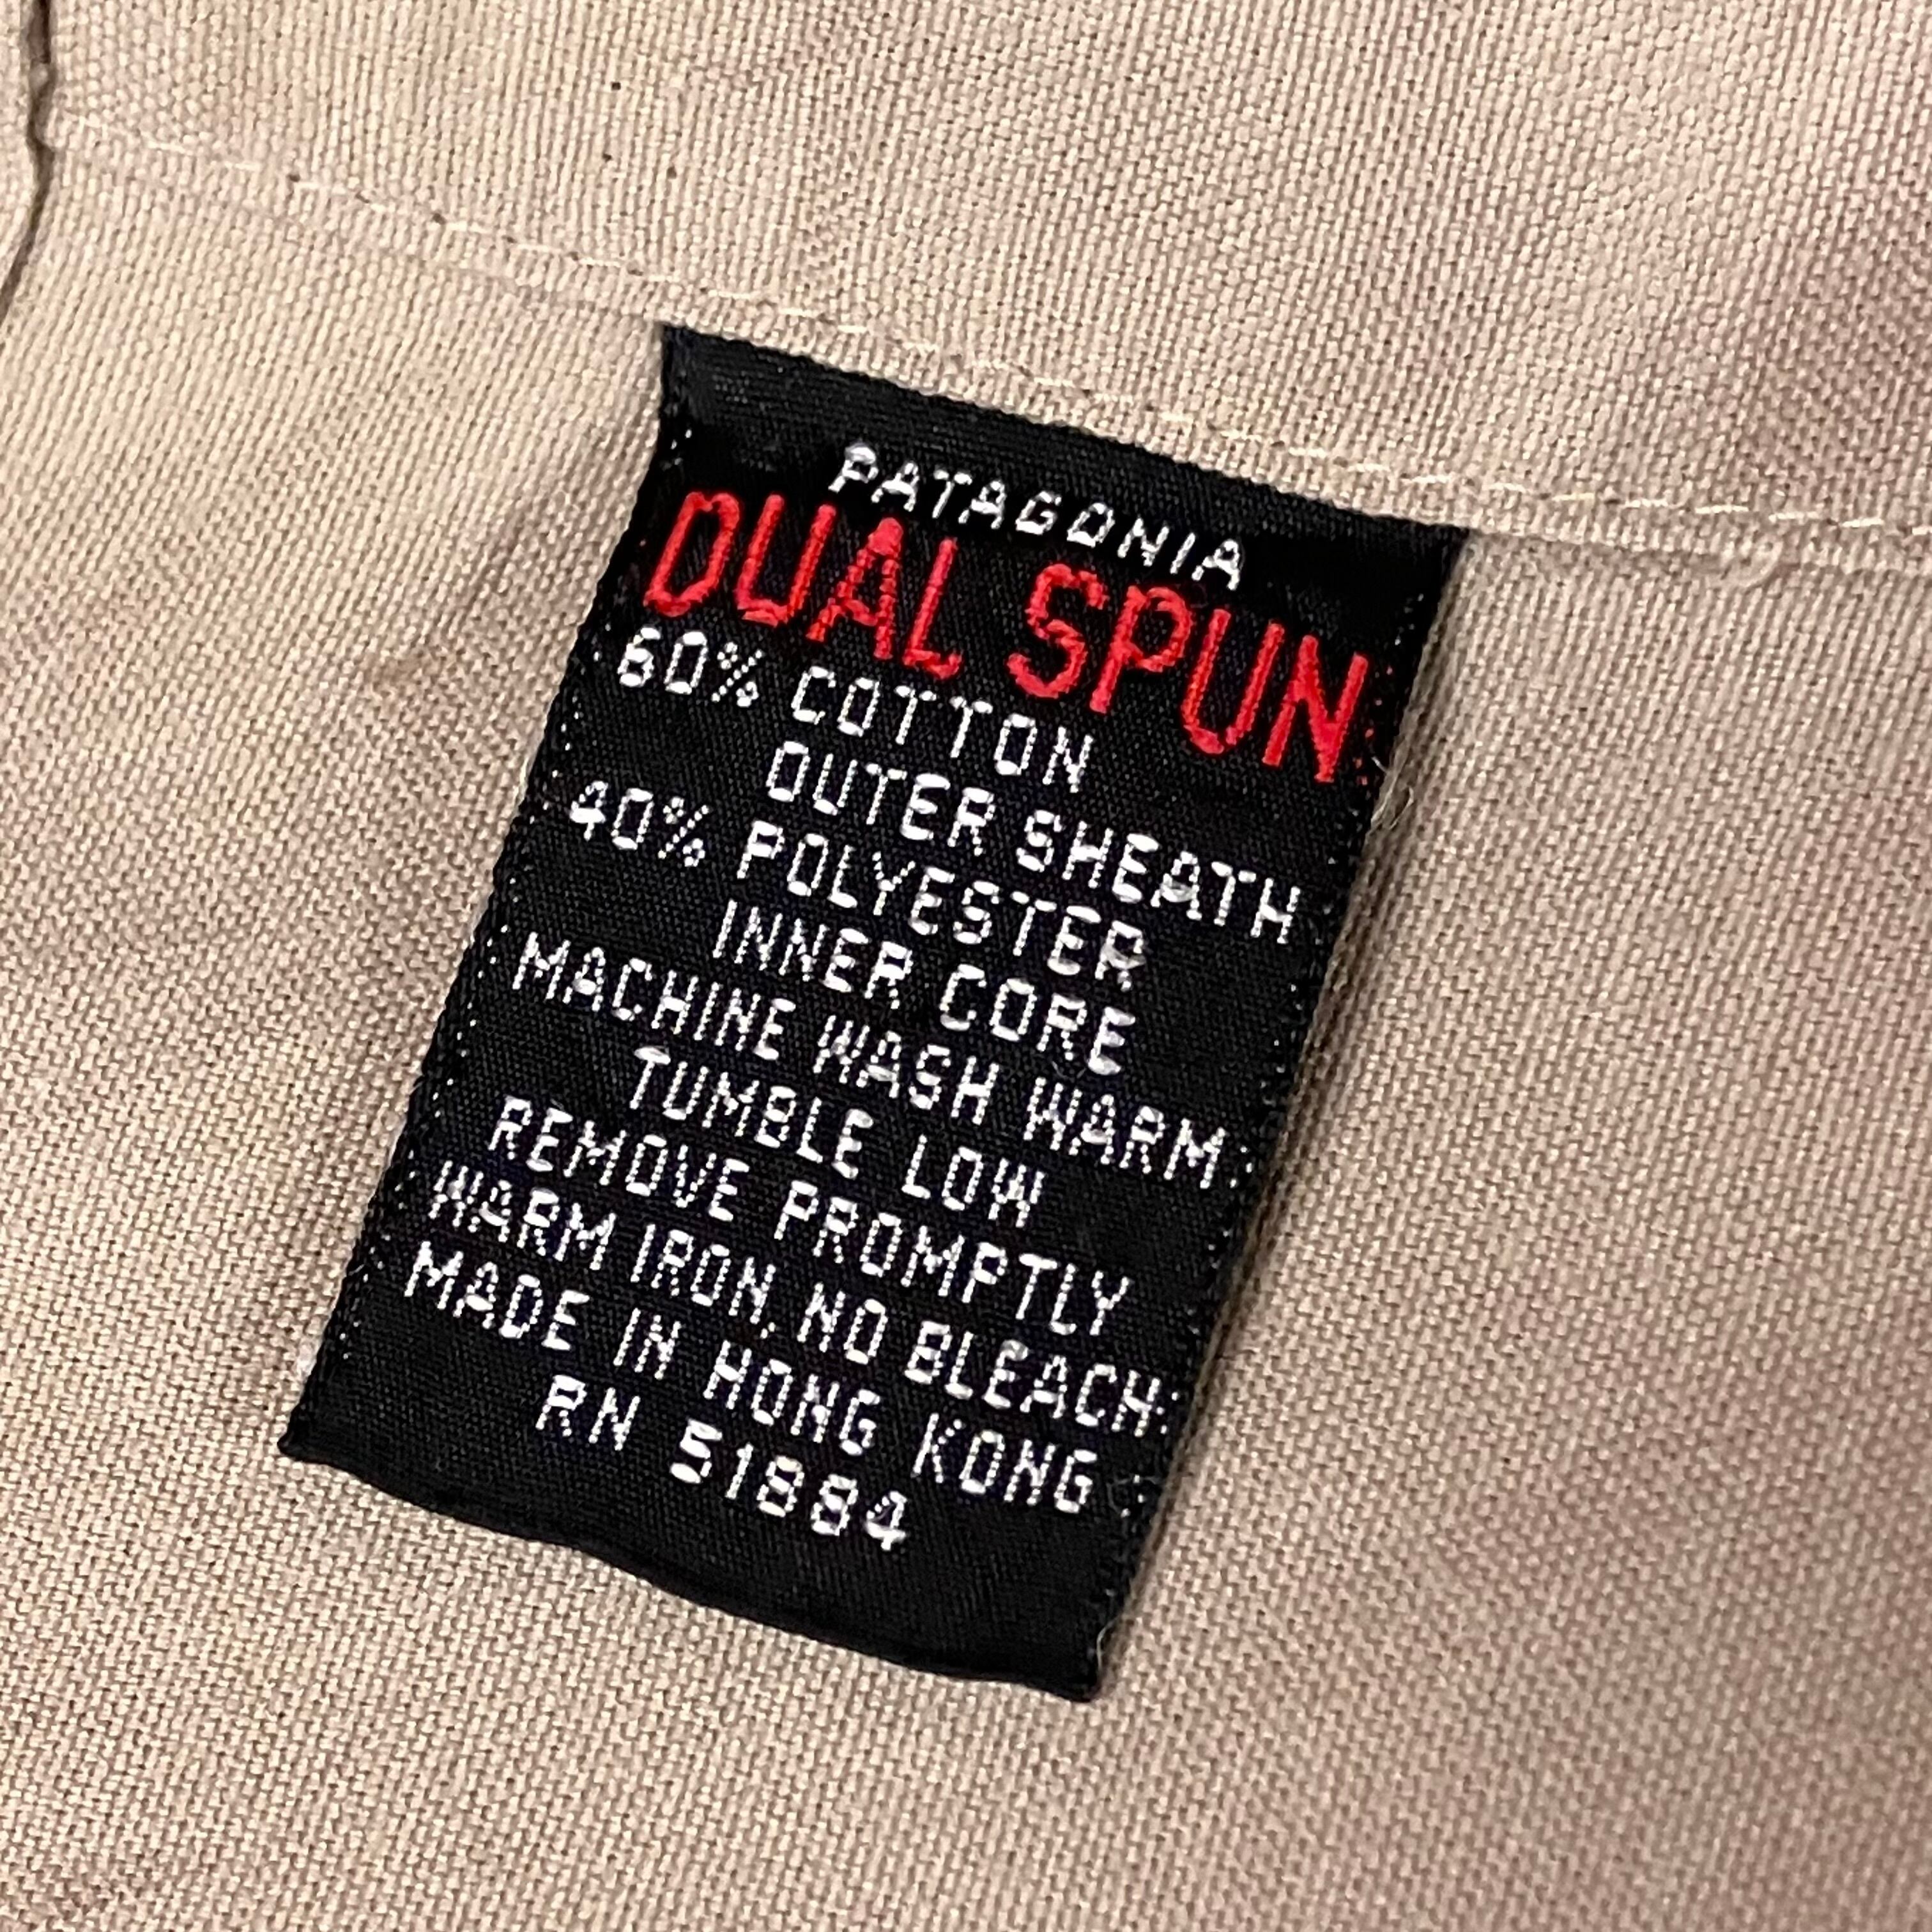 PATAGONIA
DUAL SPUN
60% COTTON
OUTER SHEATH
40% POLYESTER
INNER CORE
MACHINE WASH WARM
TUMBLE LOW
REMOVE PROMPTLY
WARM IRON, NO BLEACH
MADE IN HONG KONG
RN 51884